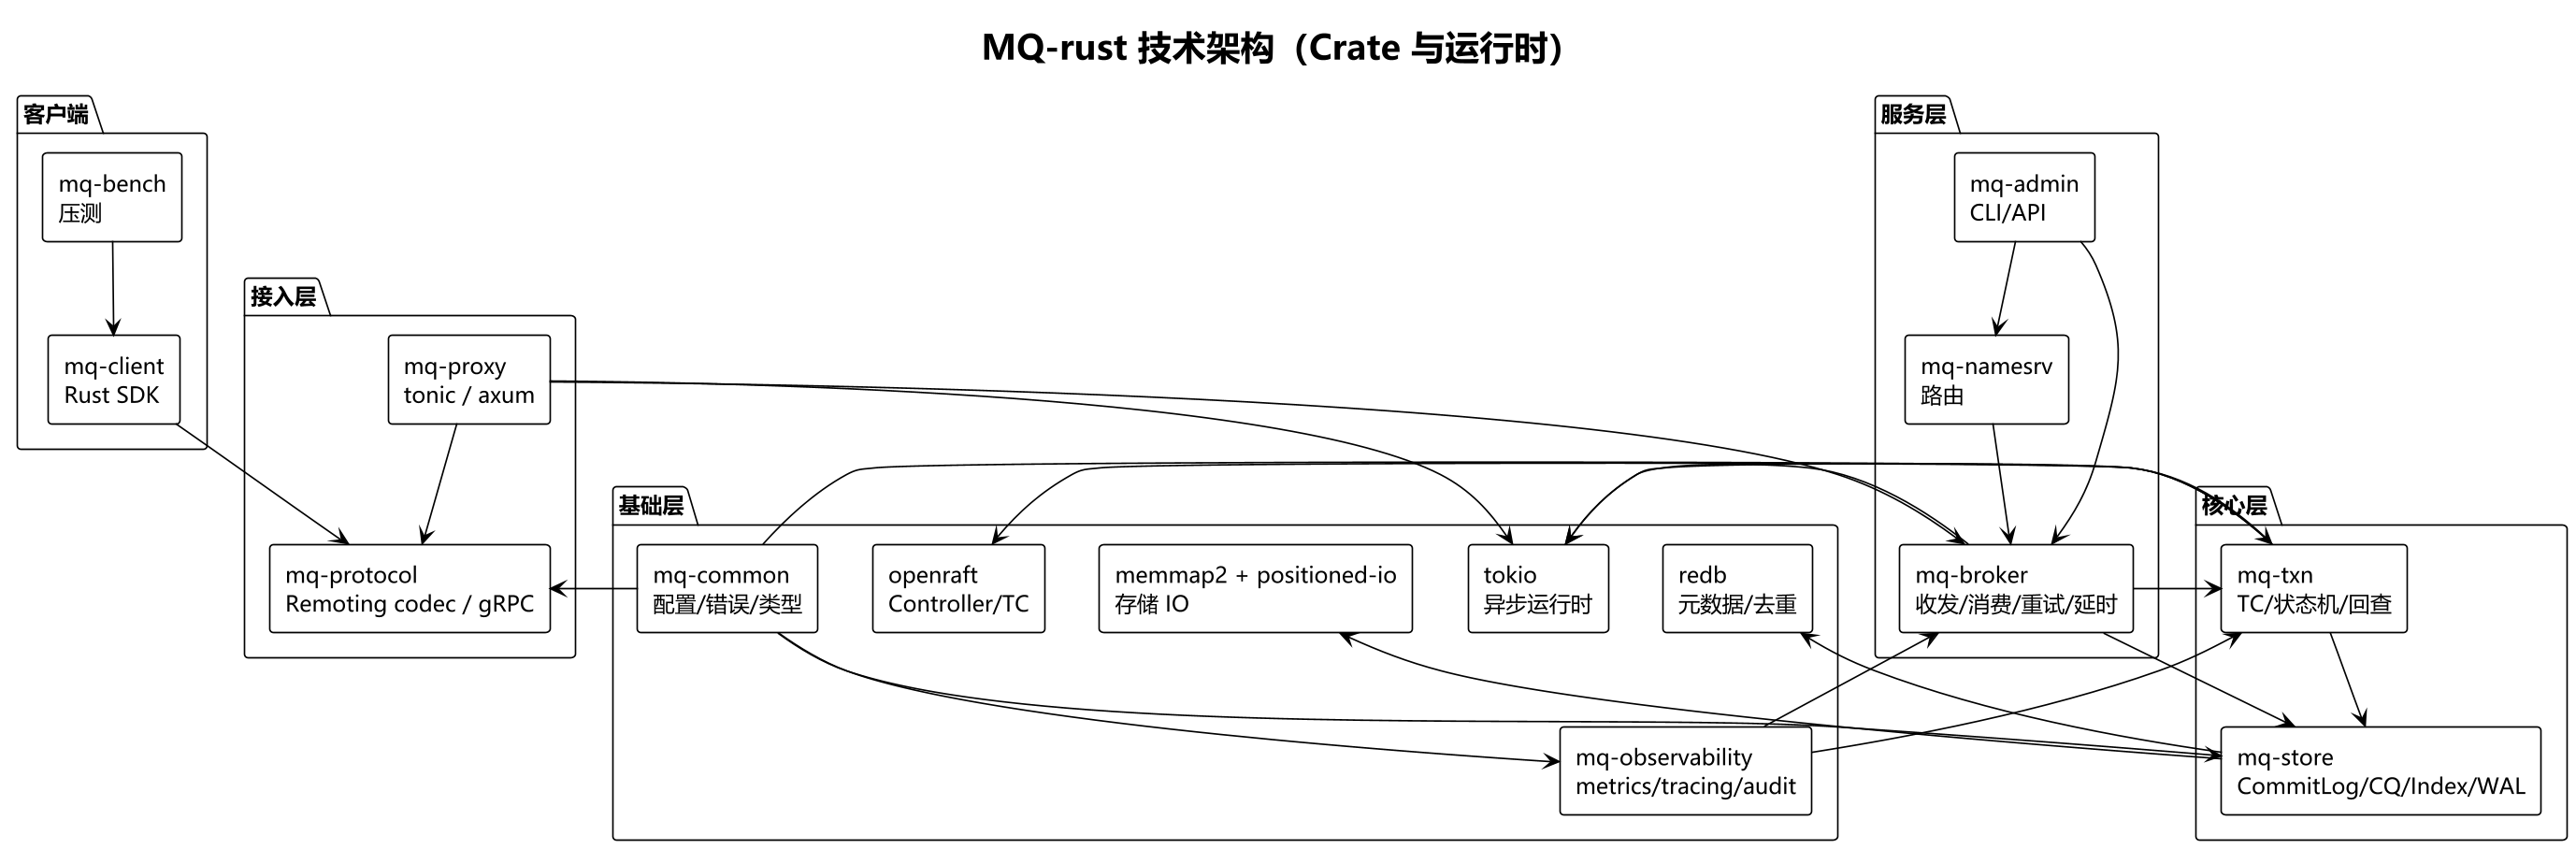 MQ-rust 技术架构（Crate 与运行时）
客户端
mq-bench
压测
mq-client
Rust SDK
接入层
mq-proxy
tonic / axum
mq-protocol
Remoting codec / gRPC
基础层
mq-common
配置/错误/类型
openraft
Controller/TC
memmap2 + positioned-io
存储 IO
tokio
异步运行时
redb
元数据/去重
mq-observability
metrics/tracing/audit
服务层
mq-admin
CLI/API
mq-namesrv
路由
mq-broker
收发/消费/重试/延时
核心层
mq-txn
TC/状态机/回查
mq-store
CommitLog/CQ/Index/WAL